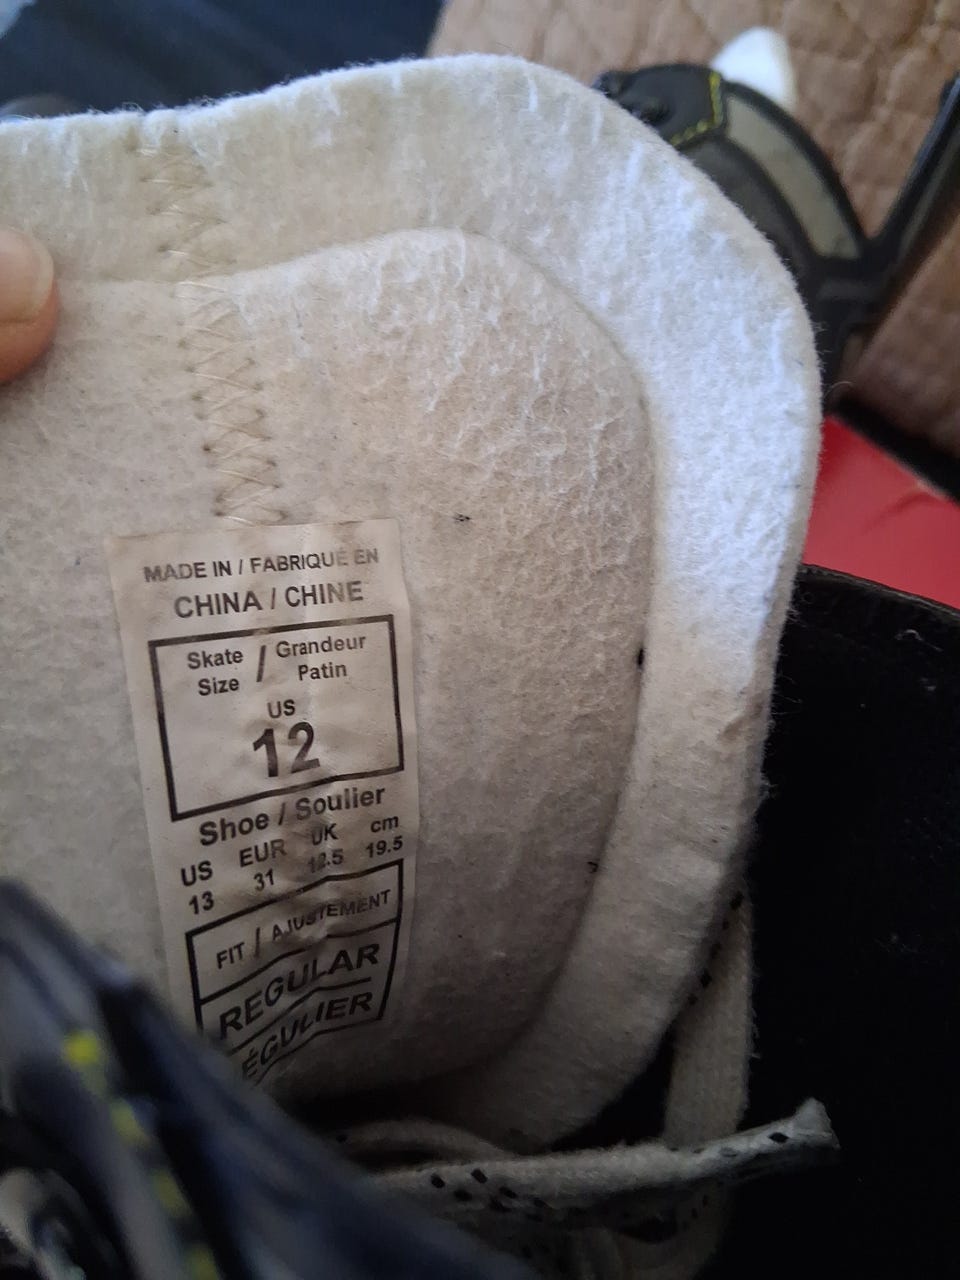 MADE IN / FABRIQUÉ EN
CHINA / CHINE
Skate Size / Grandeur Patin
US
12
Shoe / Soulier
US EUR UK cm
13 31 12.5 19.5
FIT / AJUSTEMENT
REGULAR
RÉGULIER